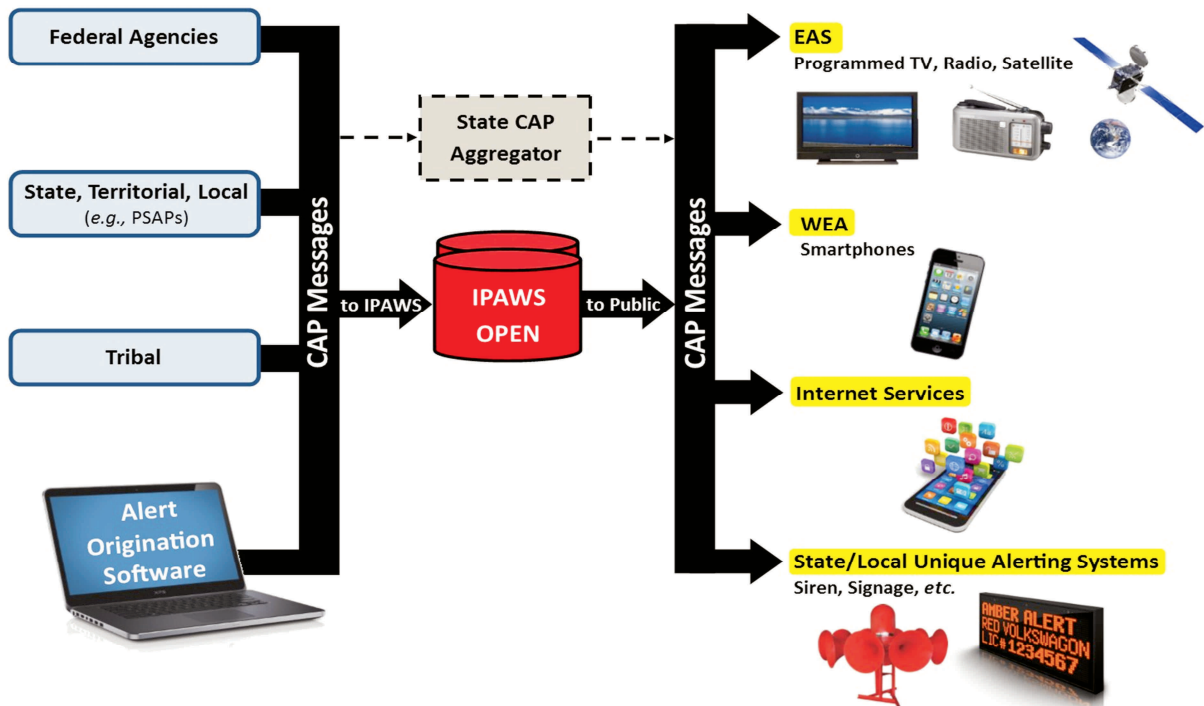 Federal Agencies
State, Territorial, Local
(e.g., PSAPs)
Tribal
Alert
Origination
Software
CAP Messages
to IPAWS
State CAP
Aggregator
IPAWS
OPEN
to Public
CAP Messages
EAS
Programmed TV, Radio, Satellite
WEA
Smartphones
Internet Services
State/Local Unique Alerting Systems
Siren, Signage, etc.
AMBER ALERT
RED VOLKSWAGON
LIC# 1234567